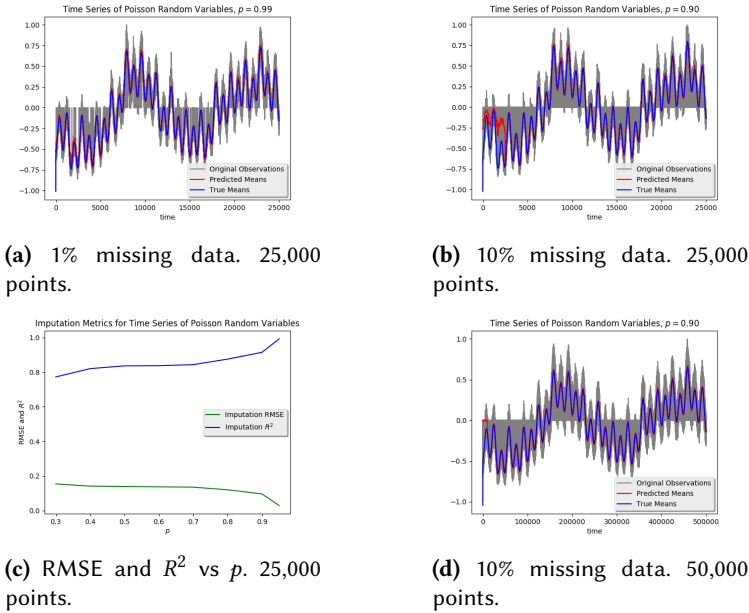 Time Series of Poisson Random Variables, p = 0.99
1.00
0.75
0.50
0.25
0.00
−0.25
−0.50
−0.75
−1.00
Original Observations
Predicted Means
True Means
0 5000 10000 15000 20000 25000
time
(a) 1% missing data. 25,000
points.
Time Series of Poisson Random Variables, p = 0.90
1.00
0.75
0.50
0.25
0.00
−0.25
−0.50
−0.75
−1.00
Original Observations
Predicted Means
True Means
0 5000 10000 15000 20000 25000
time
(b) 10% missing data. 25,000
points.
Imputation Metrics for Time Series of Poisson Random Variables
RMSE and R²
1.0
0.8
0.6
0.4
0.2
0.0
Imputation RMSE
Imputation R²
0.3 0.4 0.5 0.6 0.7 0.8 0.9
p
(c) RMSE and R² vs p. 25,000
points.
Time Series of Poisson Random Variables, p = 0.90
1.0
0.5
0.0
−0.5
−1.0
Original Observations
Predicted Means
True Means
0 100000 200000 300000 400000 500000
time
(d) 10% missing data. 50,000
points.